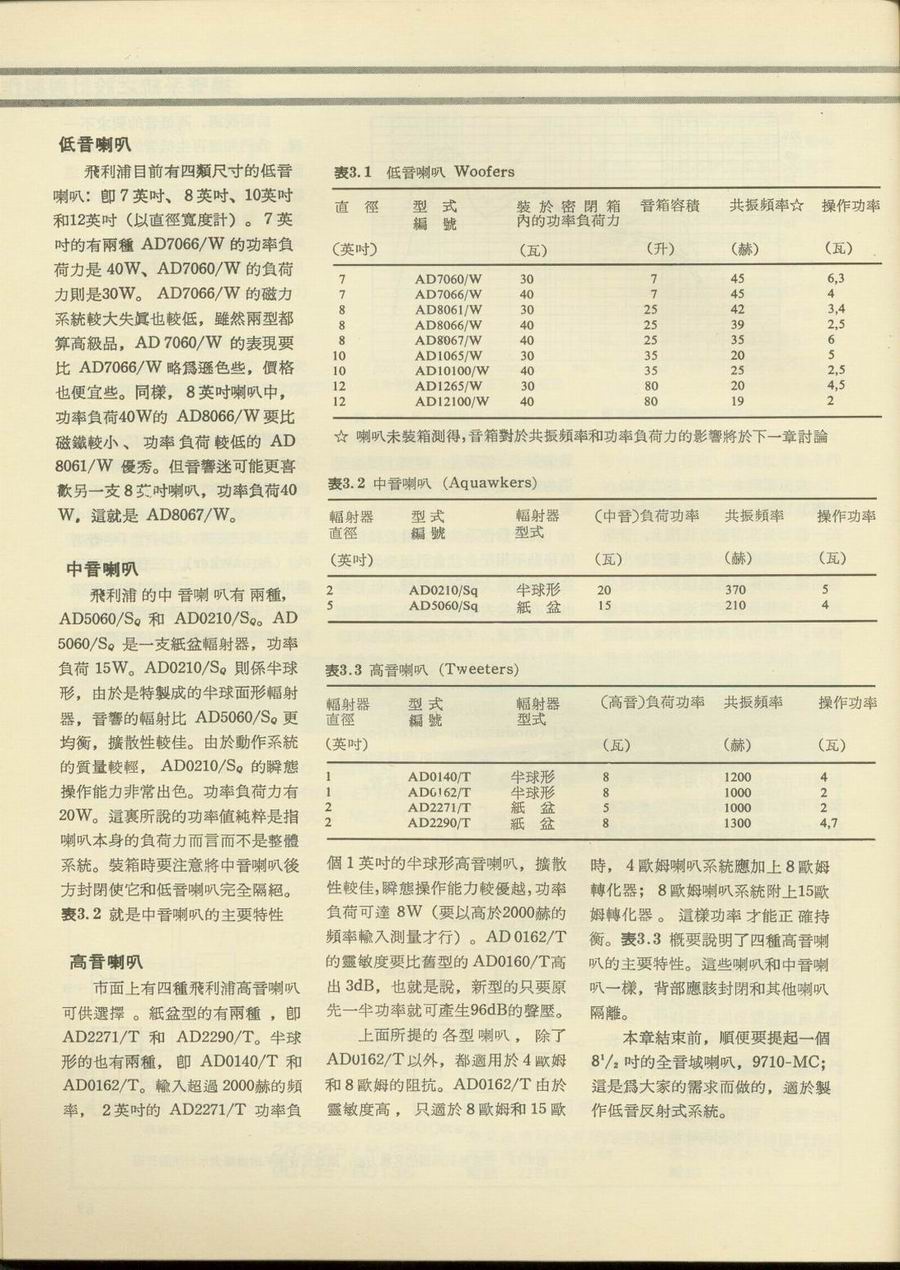 低音喇叭
飛利浦目前有四類尺寸的低音
喇叭：卽7英吋、8英吋、10英吋
和12英吋（以直徑寬度計）。7英
吋的有兩種 AD7066/W 的功率負
荷力是 40W、AD7060/W 的負荷
力則是30W。 AD7066/W 的磁力
系統較大失眞也較低，雖然兩型都
算高級品，AD 7060/W 的表現要
比 AD7066/W 略爲遜色些，價格
也便宜些。同樣，8英吋喇叭中，
功率負荷40W的 AD8066/W要比
磁鐵較小、功率負荷較低的 AD
8061/W 優秀。但音響迷可能更喜
歡另一支8英吋喇叭，功率負荷40
W，這就是 AD8067/W。
中音喇叭
飛利浦的中音喇叭有兩種，
AD5060/Sq 和 AD0210/Sq。AD
5060/Sq 是一支紙盆輻射器，功率
負荷 15W。AD0210/Sq 則係半球
形，由於是特製成的半球面形輻射
器，音響的輻射比 AD5060/Sq 更
均衡，擴散性較佳。由於動作系統
的質量較輕， AD0210/Sq 的瞬態
操作能力非常出色。功率負荷力有
20W。這裏所說的功率値純粹是指
喇叭本身的負荷力而言而不是整體
系統。裝箱時要注意將中音喇叭後
方封閉使它和低音喇叭完全隔絕。
表3.2 就是中音喇叭的主要特性
高音喇叭
市面上有四種飛利浦高音喇叭
可供選擇。紙盆型的有兩種，卽
AD2271/T 和 AD2290/T。半球
形的也有兩種，卽 AD0140/T 和
AD0162/T。輸入超過 2000赫的頻
率，2英吋的 AD2271/T 功率負
表3.1 低音喇叭 Woofers
直 徑 型 式 裝於密閉箱 音箱容積 共振頻率☆ 操作功率
編 號 內的功率負荷力
（英吋） （瓦） （升） （赫） （瓦）
7 AD7060/W 30 7 45 6,3
7 AD7066/W 40 7 45 4
8 AD8061/W 30 25 42 3,4
8 AD8066/W 40 25 39 2,5
8 AD8067/W 40 25 35 6
10 AD1065/W 30 35 20 5
10 AD10100/W 40 35 25 2,5
12 AD1265/W 30 80 20 4,5
12 AD12100/W 40 80 19 2
☆ 喇叭未裝箱測得，音箱對於共振頻率和功率負荷力的影響將於下一章討論
表3.2 中音喇叭（Aquawkers）
輻射器 型式 輻射器 （中音）負荷功率 共振頻率 操作功率
直徑 編號 型式
（英吋） （瓦） （赫） （瓦）
2 AD0210/Sq 半球形 20 370 5
5 AD5060/Sq 紙 盆 15 210 4
表3.3 高音喇叭（Tweeters）
輻射器 型式 輻射器 （高音）負荷功率 共振頻率 操作功率
直徑 編號 型式
（英吋） （瓦） （赫） （瓦）
1 AD0140/T 半球形 8 1200 4
1 AD0162/T 半球形 8 1000 2
2 AD2271/T 紙 盆 5 1000 2
2 AD2290/T 紙 盆 8 1300 4,7
個1英吋的半球形高音喇叭，擴散
性較佳，瞬態操作能力較優越，功率
負荷可達 8W（要以高於2000赫的
頻率輸入測量才行）。AD 0162/T
的靈敏度要比舊型的 AD0160/T高
出 3dB，也就是說，新型的只要原
先一半功率就可產生96dB的聲壓。
上面所提的各型喇叭，除了
AD0162/T以外，都適用於4歐姆
和8歐姆的阻抗。AD0162/T由於
靈敏度高，只適於8歐姆和15歐
時，4歐姆喇叭系統應加上8歐姆
轉化器；8歐姆喇叭系統附上15歐
姆轉化器。這樣功率才能正確持
衡。表3.3 概要說明了四種高音喇
叭的主要特性。這些喇叭和中音喇
叭一樣，背部應該封閉和其他喇叭
隔離。
本章結束前，順便要提起一個
8¹/₂ 吋的全音域喇叭，9710-MC；
這是爲大家的需求而做的，適於製
作低音反射式系統。